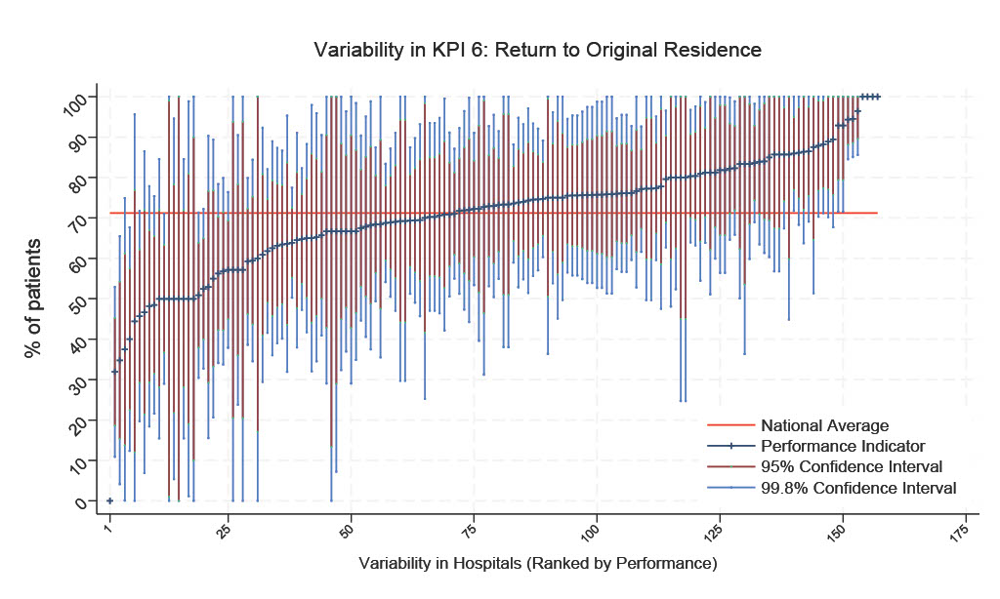 Variability in KPI 6: Return to Original Residence
% of patients
100
90
80
70
60
50
40
30
20
10
0
National Average
Performance Indicator
95% Confidence Interval
99.8% Confidence Interval
1 25 50 75 100 125 150 175
Variability in Hospitals (Ranked by Performance)